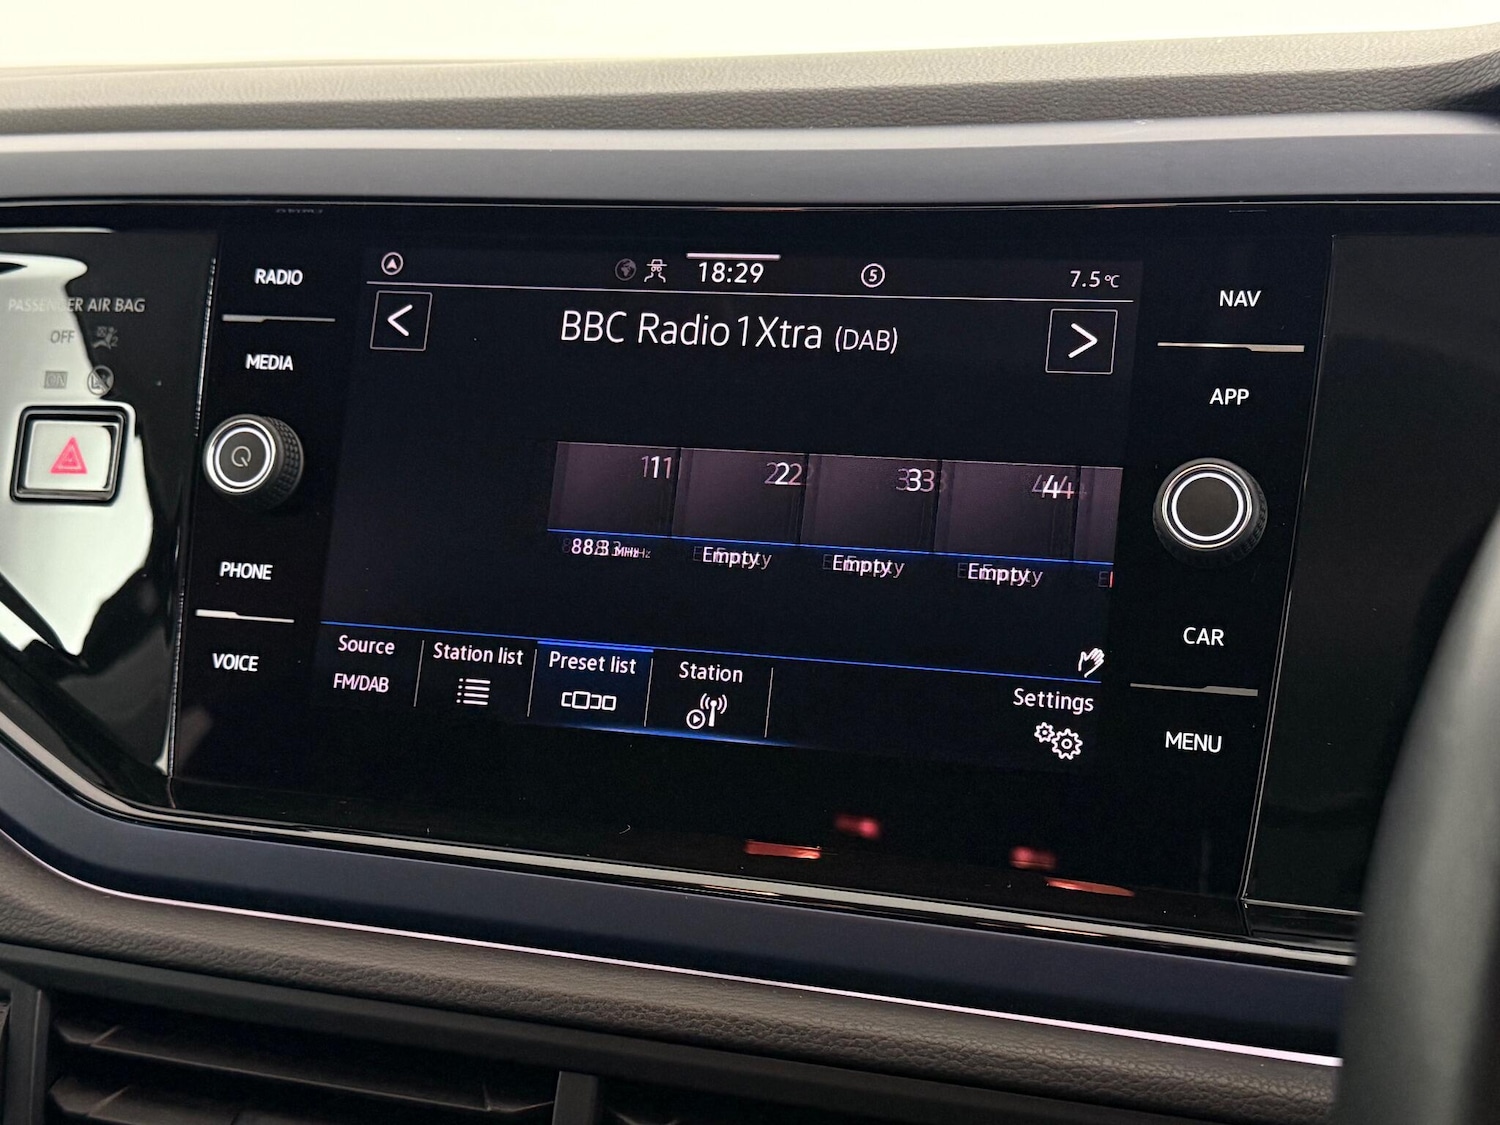 PASSENGER AIR BAG
OFF
ON
RADIO
MEDIA
PHONE
VOICE
18:29
5
7.5 °C
BBC Radio 1Xtra (DAB)
1 2 3 4
88.3 MHz Empty Empty Empty
Source
FM/DAB
Station list
Preset list
Station
Settings
NAV
APP
CAR
MENU